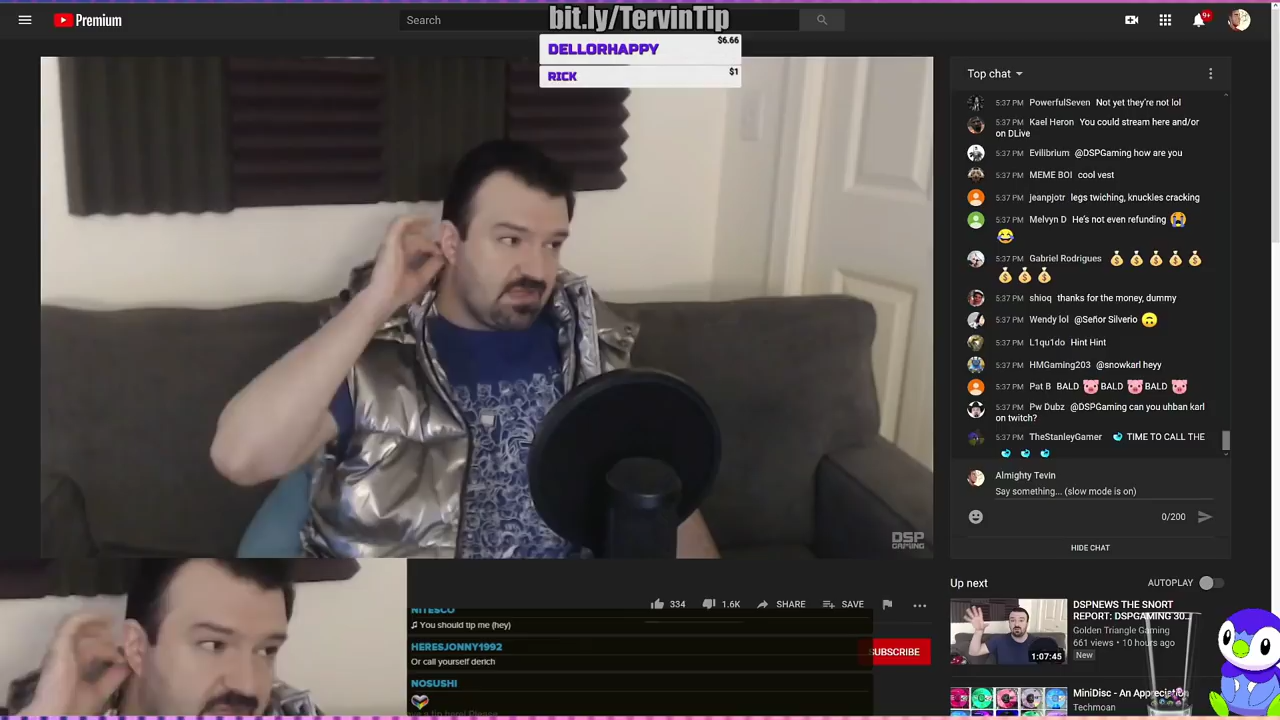 Premium
Search
bit.ly/TervinTip
9+
DELLORHAPPY
$6.66
RICK
$1
Top chat
5:37 PM PowerfulSeven Not yet they're not lol
5:37 PM Kael Heron You could stream here and/or
on DLive
5:37 PM Evilibrium @DSPGaming how are you
5:37 PM MEME BOI cool vest
5:37 PM jeanpjotr legs twiching, knuckles cracking
5:37 PM Melvyn D He's not even refunding 😭
😂
5:37 PM Gabriel Rodrigues 💰 💰 💰 💰 💰
💰 💰 💰
5:37 PM shioq thanks for the money, dummy
5:37 PM Wendy lol @Señor Silverio 🙃
5:37 PM L1qu1do Hint Hint
5:37 PM HMGaming203 @snowkarl heyy
5:37 PM Pat B BALD 🐷 BALD 🐷 BALD 🐷
5:37 PM Pw Dubz @DSPGaming can you uhban karl
on twitch?
5:37 PM TheStanleyGamer TIME TO CALL THE
Almighty Tevin
Say something... (slow mode is on)
0/200
HIDE CHAT
DSP
GAMING
334
1.6K
SHARE
SAVE
SUBSCRIBE
NITESCO
♫ You should tip me (hey)
HERESJONNY1992
Or call yourself derich
NOSUSHI
Up next
AUTOPLAY
DSPNEWS THE SNORT
REPORT: DSPGAMING 30...
Golden Triangle Gaming
661 views • 10 hours ago
New
1:07:45
MiniDisc - An Appreciation
Techmoan